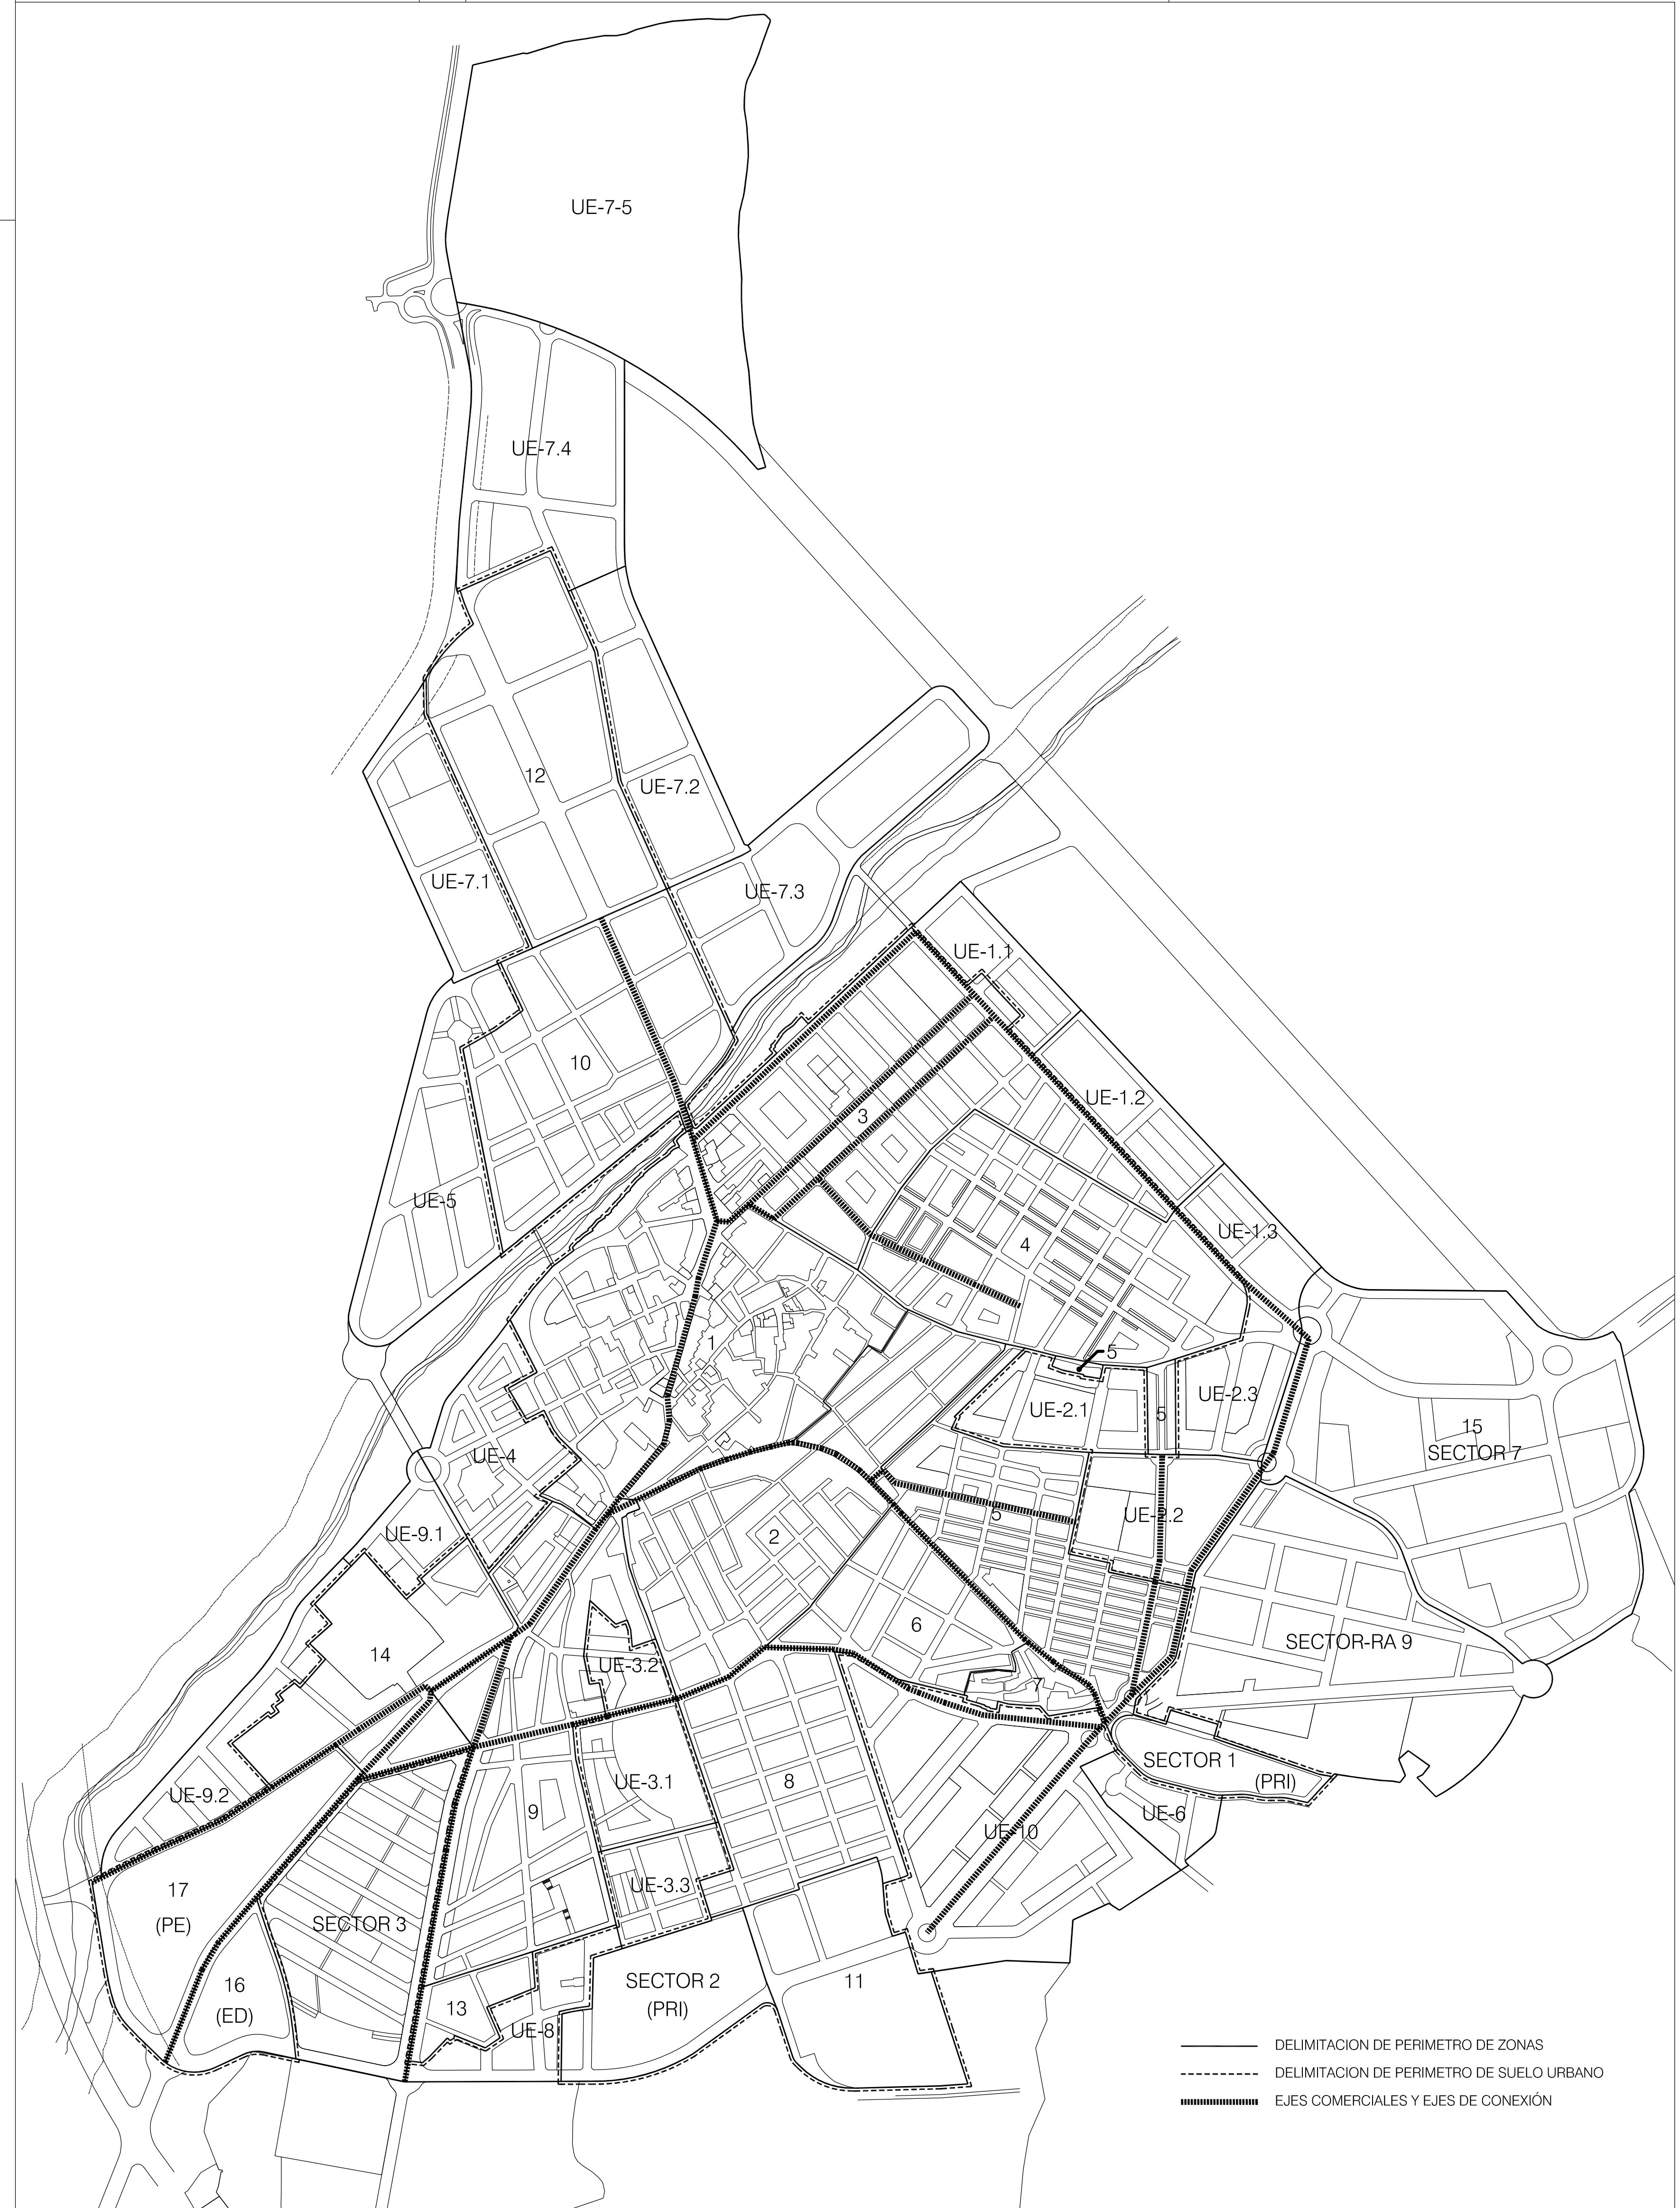 UE-7-5
UE-7.4
12
UE-7.2
UE-7.1
UE-7.3
UE-1.1
10
UE-1.2
3
UE-5
UE-1.3
4
1
5
UE-2.1
UE-2.3
5
15
SECTOR 7
UE-4
UE-9.1
2
5
UE-2.2
6
SECTOR-RA 9
14
UE-3.2
7
SECTOR 1
(PRI)
UE-9.2
9
UE-3.1
8
UE-6
UE-10
17
(PE)
UE-3.3
SECTOR 3
16
(ED)
13
UE-8
SECTOR 2
(PRI)
11
DELIMITACION DE PERIMETRO DE ZONAS
DELIMITACION DE PERIMETRO DE SUELO URBANO
EJES COMERCIALES Y EJES DE CONEXIÓN